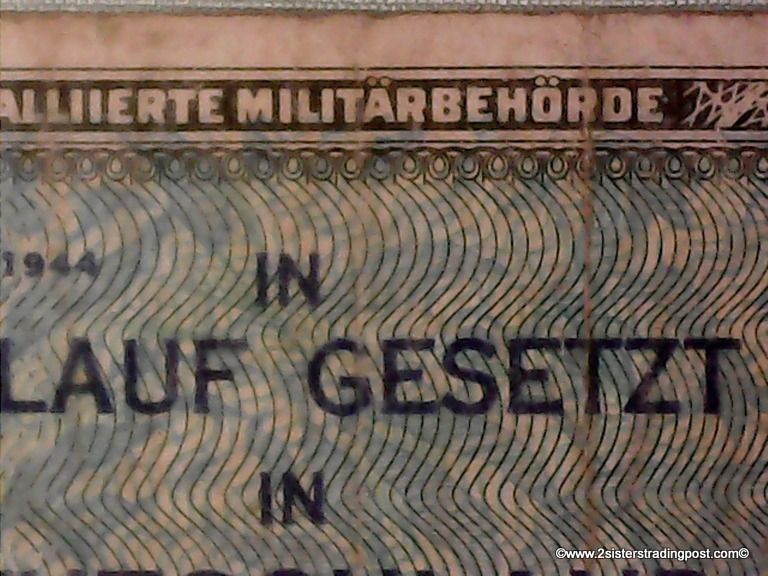 ALLIIERTE MILITÄRBEHÖRDE
1944
IN
LAUF GESETZT
IN
©www.2sisterstradingpost.com©